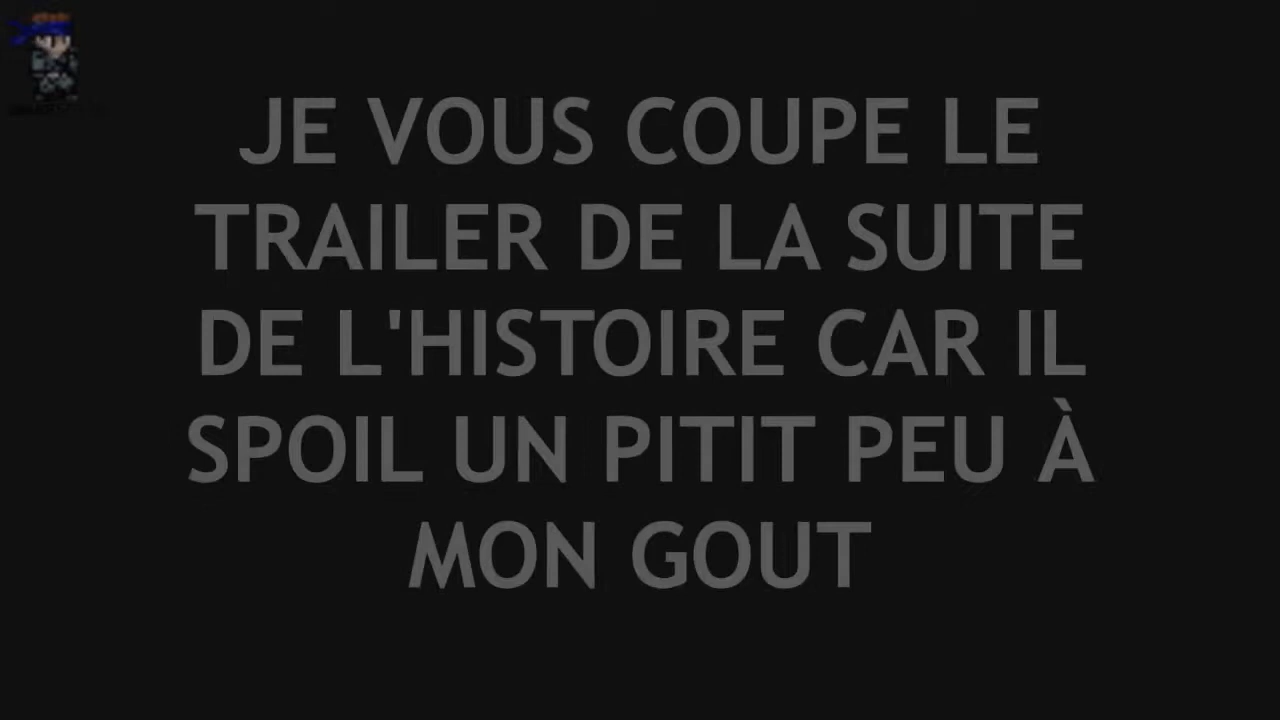 JE VOUS COUPE LE
TRAILER DE LA SUITE
DE L'HISTOIRE CAR IL
SPOIL UN PITIT PEU À
MON GOUT